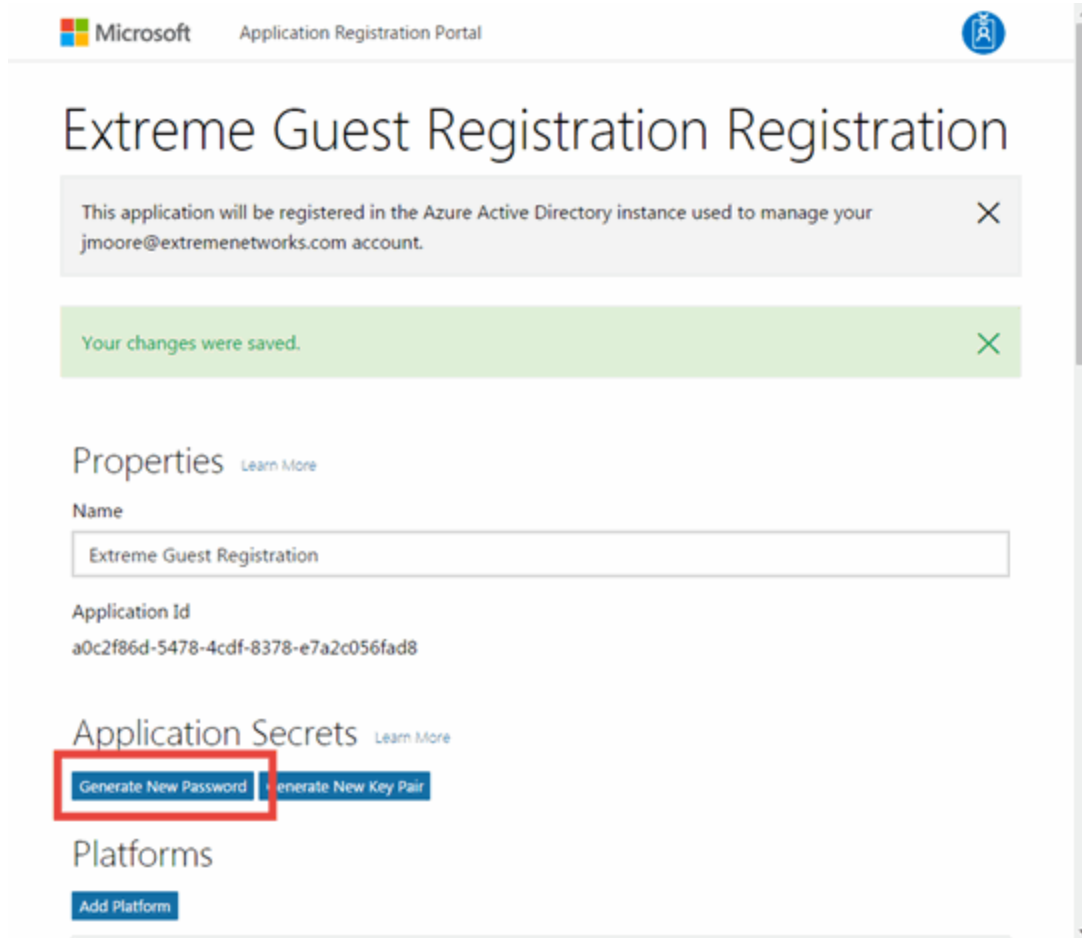 Microsoft Application Registration Portal
Extreme Guest Registration Registration
This application will be registered in the Azure Active Directory instance used to manage your
jmoore@extremenetworks.com account.
Your changes were saved.
Properties Learn More
Name
Extreme Guest Registration
Application Id
a0c2f86d-5478-4cdf-8378-e7a2c056fad8
Application Secrets Learn More
Generate New Password enerate New Key Pair
Platforms
Add Platform